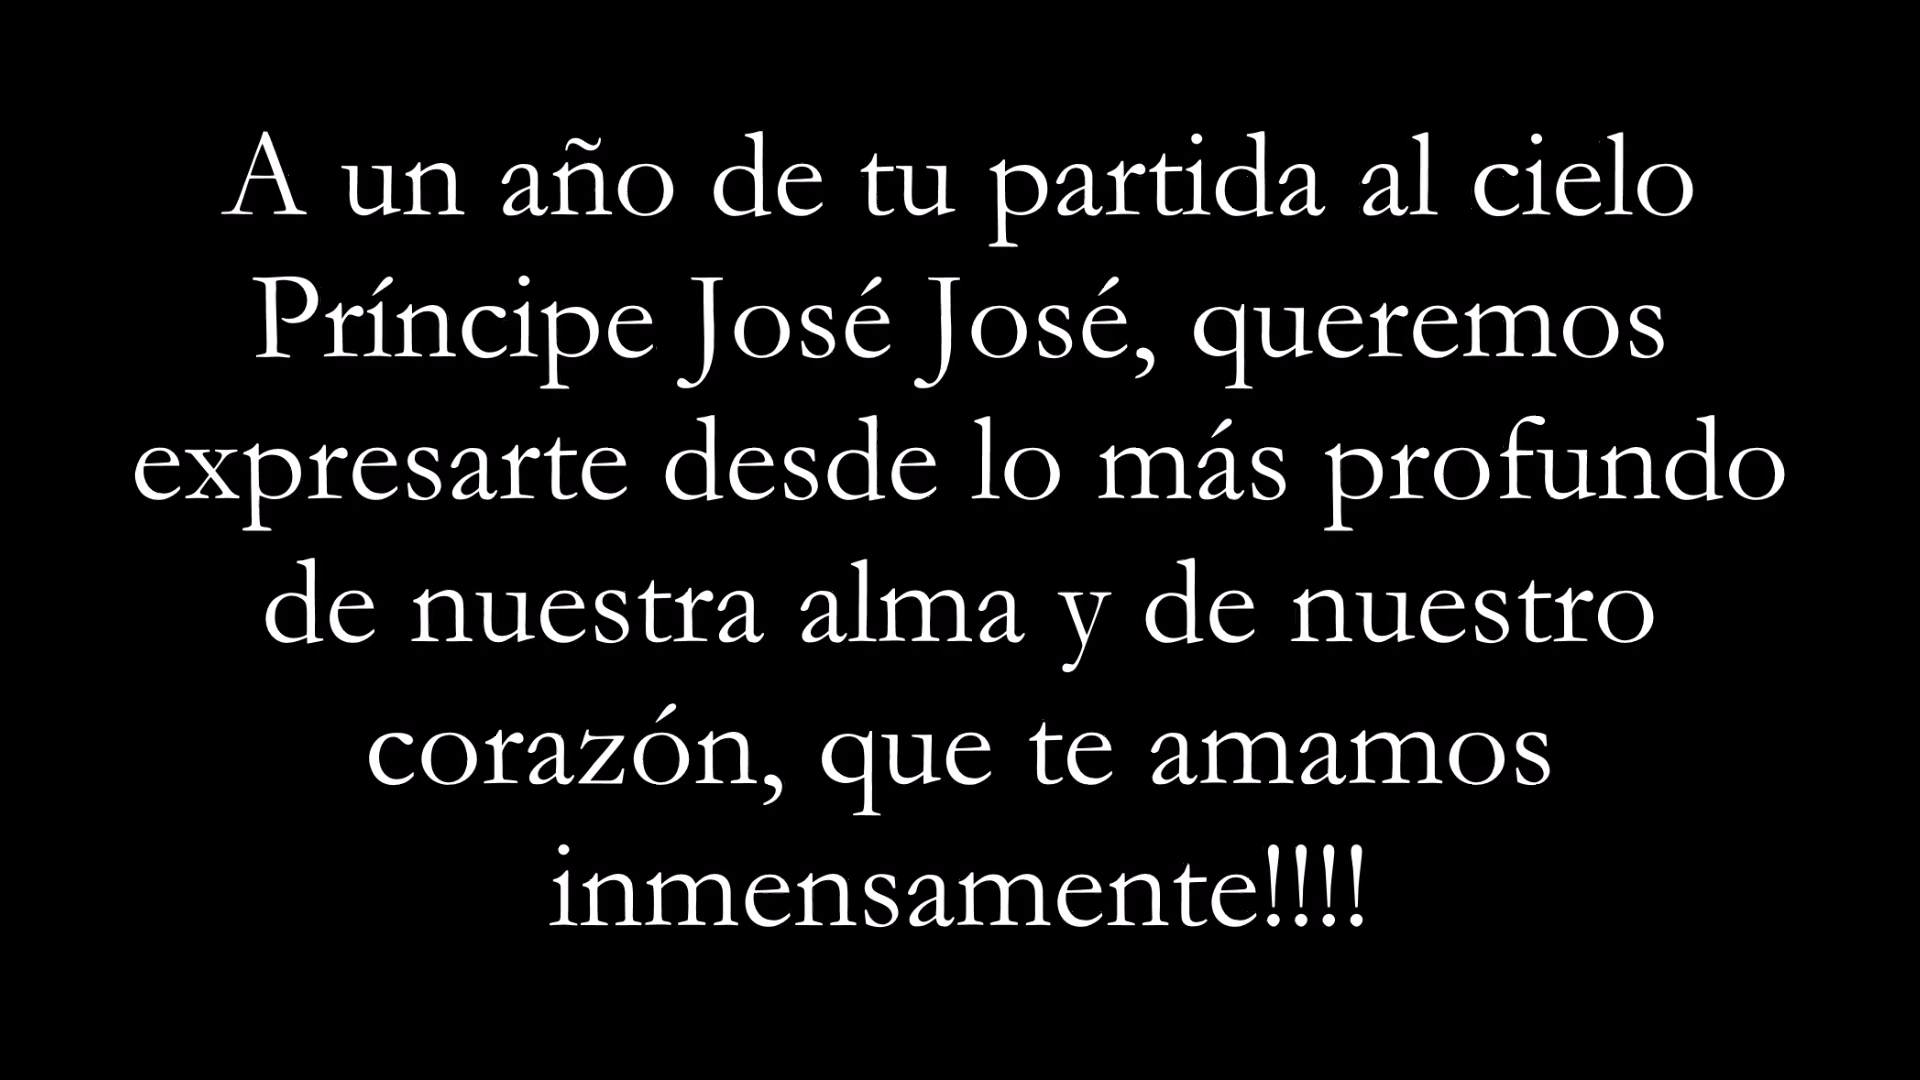 A un año de tu partida al cielo
Príncipe José José, queremos
expresarte desde lo más profundo
de nuestra alma y de nuestro
corazón, que te amamos
inmensamente!!!!